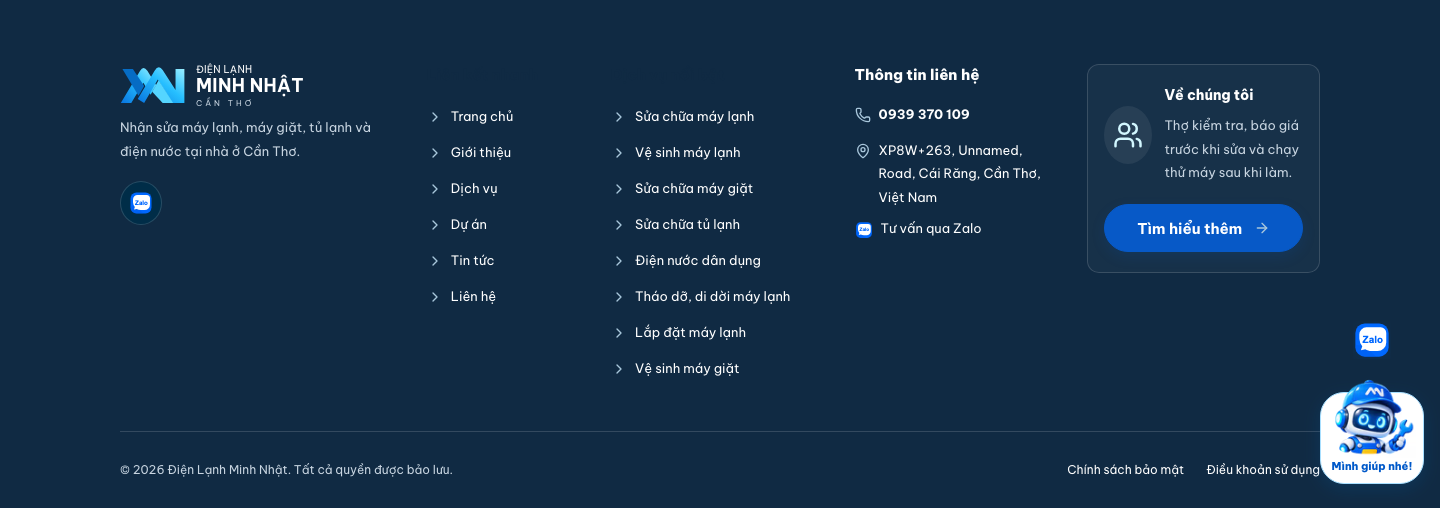 ĐIỆN LẠNH
MINH NHẬT
CẦN THƠ
Nhận sửa máy lạnh, máy giặt, tủ lạnh và
điện nước tại nhà ở Cần Thơ.
Zalo
Trang chủ
Giới thiệu
Dịch vụ
Dự án
Tin tức
Liên hệ
Sửa chữa máy lạnh
Vệ sinh máy lạnh
Sửa chữa máy giặt
Sửa chữa tủ lạnh
Điện nước dân dụng
Tháo dỡ, di dời máy lạnh
Lắp đặt máy lạnh
Vệ sinh máy giặt
Thông tin liên hệ
0939 370 109
XP8W+263, Unnamed,
Road, Cái Răng, Cần Thơ,
Việt Nam
Zalo Tư vấn qua Zalo
Về chúng tôi
Thợ kiểm tra, báo giá
trước khi sửa và chạy
thử máy sau khi làm.
Tìm hiểu thêm
Zalo
Mình giúp nhé!
© 2026 Điện Lạnh Minh Nhật. Tất cả quyền được bảo lưu.
Chính sách bảo mật
Điều khoản sử dụng